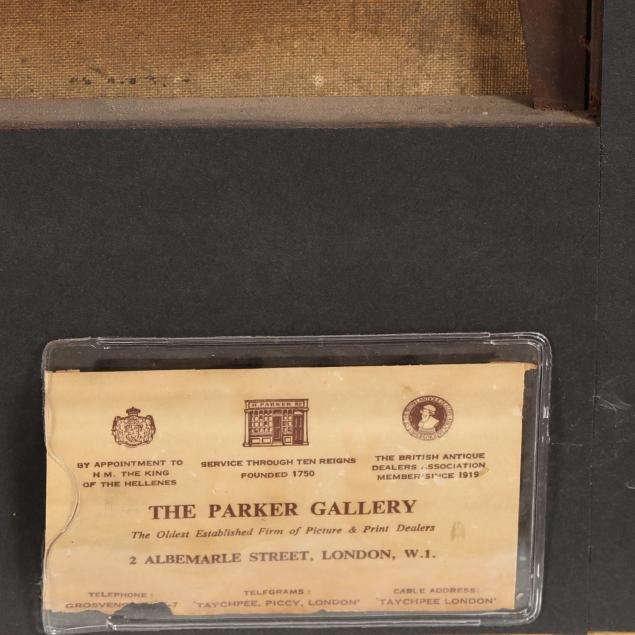 H PARKER 82
BY APPOINTMENT TO
H M. THE KING
OF THE HELLENES
SERVICE THROUGH TEN REIGNS
FOUNDED 1750
THE BRITISH ANTIQUE
DEALERS ASSOCIATION
MEMBER SINCE 1919
THE PARKER GALLERY
The Oldest Established Firm of Picture & Print Dealers
2 ALBEMARLE STREET, LONDON, W.1.
TELEPHONE :
TELEGRAMS :
CABLE ADDRESS:
"TAYCHPEE, PICCY, LONDON"
"TAYCHPEE LONDON"